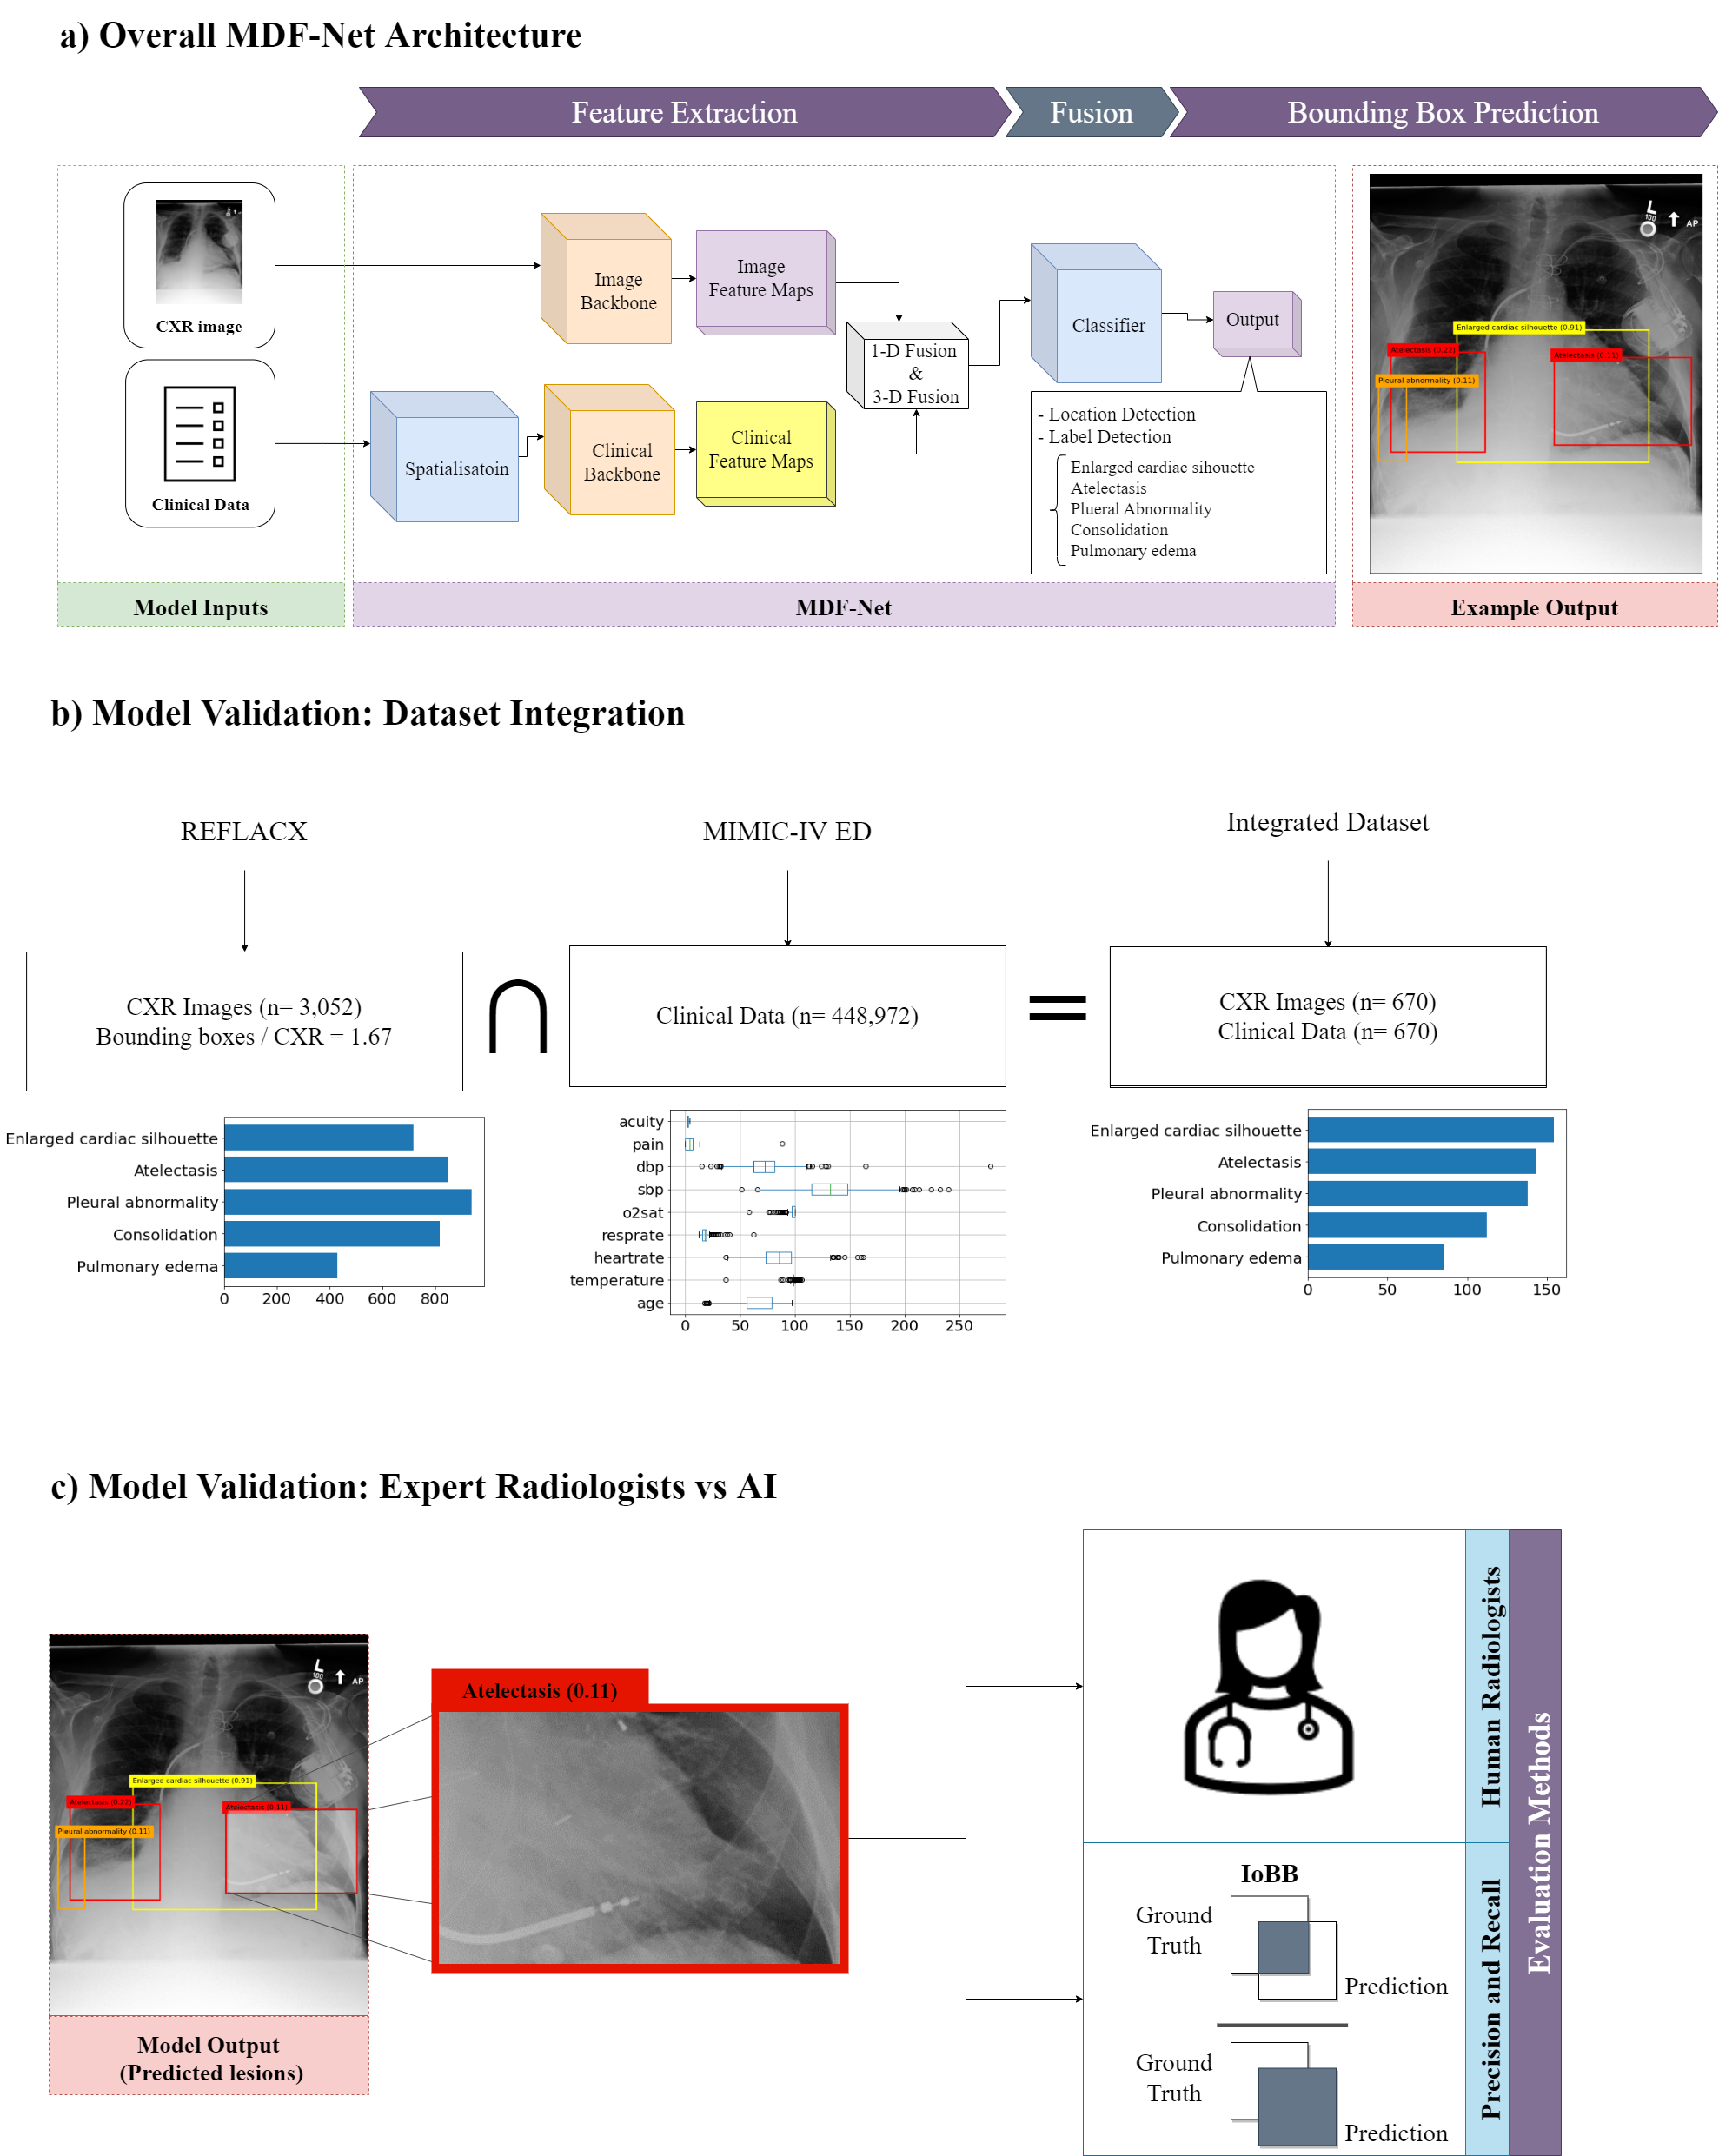 a) Overall MDF-Net Architecture
Feature Extraction
Fusion
Bounding Box Prediction
CXR image
Clinical Data
Model Inputs
Image
Backbone
Image
Feature Maps
Spatialisatoin
Clinical
Backbone
Clinical
Feature Maps
1-D Fusion
&
3-D Fusion
Classifier
Output
- Location Detection
- Label Detection
Enlarged cardiac sihouette
Atelectasis
Plueral Abnormality
Consolidation
Pulmonary edema
MDF-Net
L
100
AP
Enlarged cardiac silhouette (0.91)
Atelectasis (0.22)
Atelectasis (0.11)
Pleural abnormality (0.11)
Example Output
b) Model Validation: Dataset Integration
REFLACX
CXR Images (n= 3,052)
Bounding boxes / CXR = 1.67
Enlarged cardiac silhouette
Atelectasis
Pleural abnormality
Consolidation
Pulmonary edema
0 200 400 600 800
∩
MIMIC-IV ED
Clinical Data (n= 448,972)
acuity
pain
dbp
sbp
o2sat
resprate
heartrate
temperature
age
0 50 100 150 200 250
=
Integrated Dataset
CXR Images (n= 670)
Clinical Data (n= 670)
Enlarged cardiac silhouette
Atelectasis
Pleural abnormality
Consolidation
Pulmonary edema
0 50 100 150
c) Model Validation: Expert Radiologists vs AI
L
100
AP
Enlarged cardiac silhouette (0.91)
Atelectasis (0.22)
Atelectasis (0.11)
Pleural abnormality (0.11)
Model Output
(Predicted lesions)
Atelectasis (0.11)
Human Radiologists
IoBB
Ground
Truth
Prediction
Ground
Truth
Prediction
Precision and Recall
Evaluation Methods